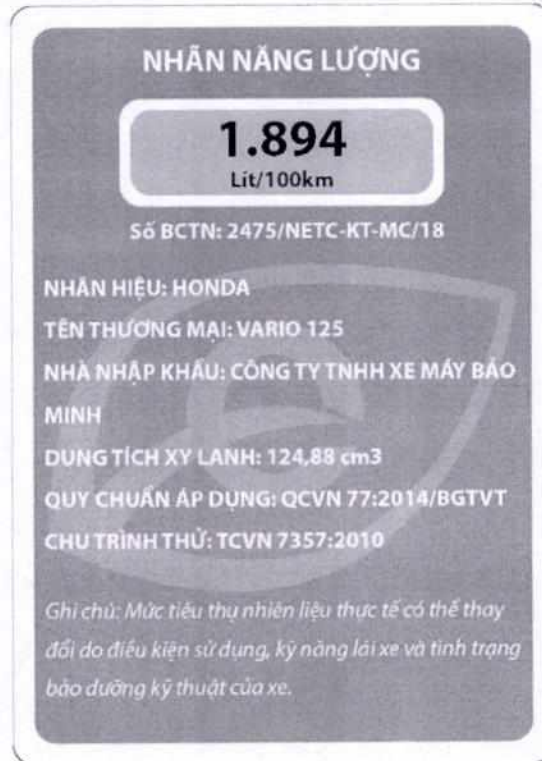 NHÃN NĂNG LƯỢNG
1.894
Lít/100km
Số BCTN: 2475/NETC-KT-MC/18
NHÃN HIỆU: HONDA
TÊN THƯƠNG MẠI: VARIO 125
NHÀ NHẬP KHẨU: CÔNG TY TNHH XE MÁY BẢO
MINH
DUNG TÍCH XY LANH: 124,88 cm3
QUY CHUẨN ÁP DỤNG: QCVN 77:2014/BGTVT
CHU TRÌNH THỬ: TCVN 7357:2010
Ghi chú: Mức tiêu thụ nhiên liệu thực tế có thể thay
đổi do điều kiện sử dụng, kỹ năng lái xe và tình trạng
bảo dưỡng kỹ thuật của xe.